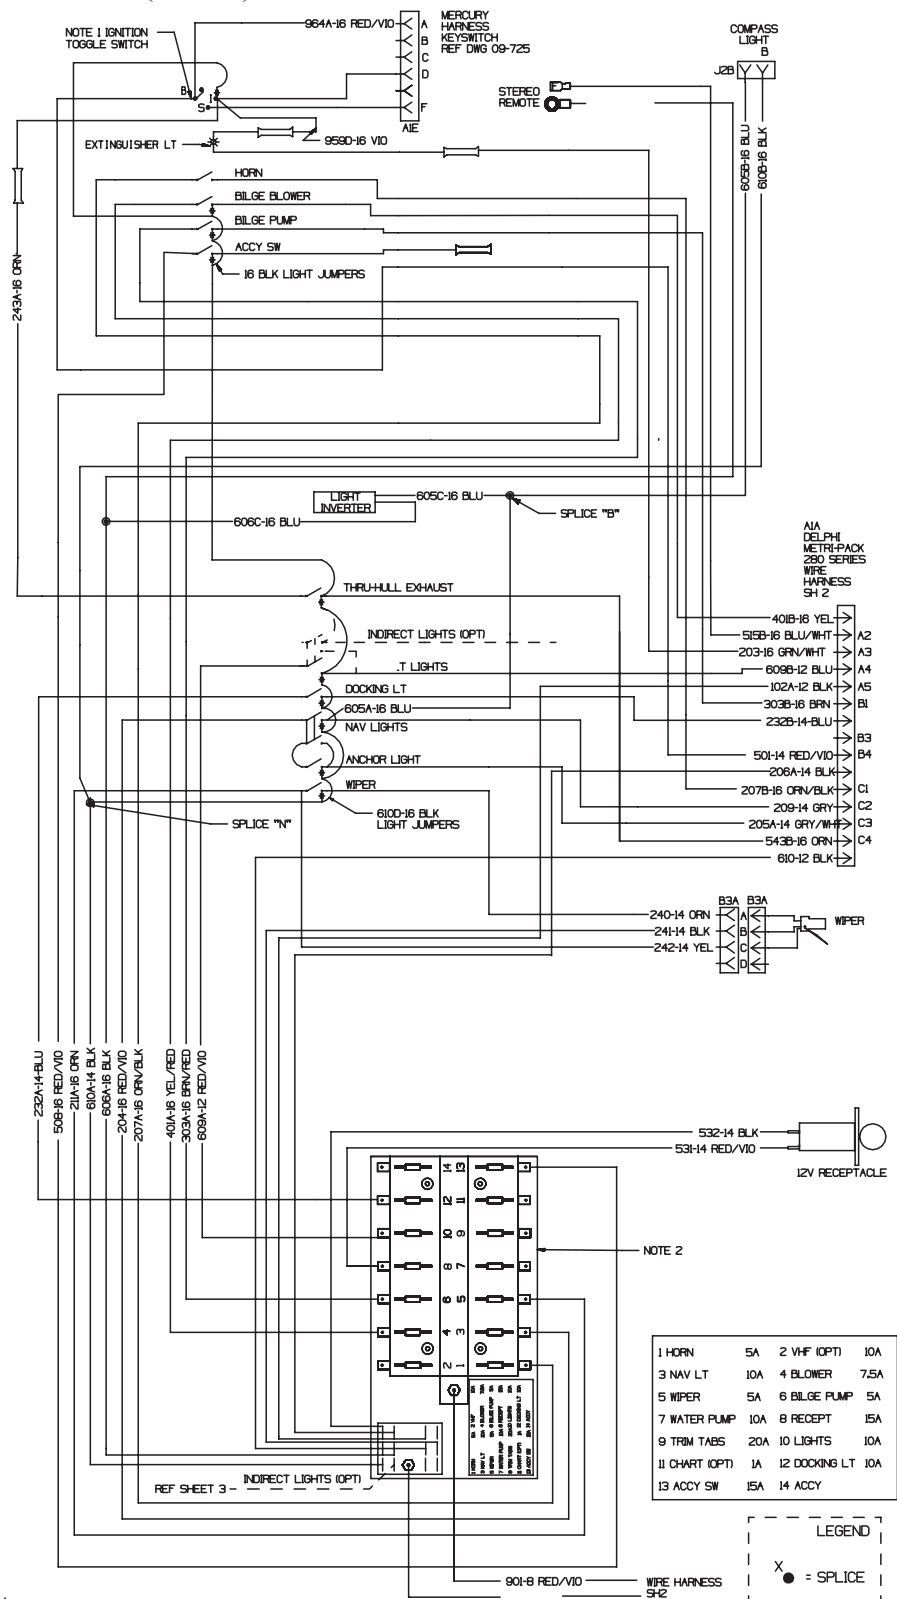 964A-16 RED/VIO
A
B
C
D
F
A1E
MERCURY
HARNESS
KEYSWITCH
REF DWG 09-725
NOTE 1 IGNITION
TOGGLE SWITCH
B
I
S
COMPASS
LIGHT
B
J2B
STEREO
REMOTE
605B-16 BLU
610B-16 BLK
959D-16 VIO
EXTINGUISHER LT
HORN
BILGE BLOWER
BILGE PUMP
ACCY SW
16 BLK LIGHT JUMPERS
243A-16 ORN
LIGHT
INVERTER
605C-16 BLU
606C-16 BLU
SPLICE "B"
A1A
DELPHI
METRI-PACK
280 SERIES
WIRE
HARNESS
SH 2
THRU-HULL EXHAUST
INDIRECT LIGHTS (OPT)
.T LIGHTS
DOCKING LT
605A-16 BLU
NAV LIGHTS
ANCHOR LIGHT
WIPER
610D-16 BLK
LIGHT JUMPERS
SPLICE "N"
401B-16 YEL
515B-16 BLU/WHT A2
203-16 GRN/WHT A3
609B-12 BLU A4
102A-12 BLK A5
303B-16 BRN B1
232B-14-BLU
B3
501-14 RED/VIO B4
206A-14 BLK
207B-16 ORN/BLK C1
209-14 GRY C2
205A-14 GRY/WHT C3
543B-16 ORN C4
610-12 BLK
B3A B3A
240-14 ORN A
241-14 BLK B
242-14 YEL C
D
WIPER
232A-14-BLU
508-16 RED/VIO
211A-16 ORN
610A-14 BLK
606A-16 BLK
204-16 RED/VIO
207A-16 ORN/BLK
401A-16 YEL/RED
303A-16 BRN/RED
609A-12 RED/VIO
532-14 BLK
531-14 RED/VIO
12V RECEPTACLE
14 13
12 11
10 9
8 7
6 5
4 3
2 1
NOTE 2
1 HORN 5A 2 VHF (OPT) 10A
3 NAV LT 10A 4 BLOWER 7.5A
5 WIPER 5A 6 BILGE PUMP 5A
7 WATER PUMP 10A 8 RECEPT 15A
9 TRIM TABS 20A 10 LIGHTS 10A
11 CHART (OPT) 1A 12 DOCKING LT 10A
13 ACCY SW 15A 14 ACCY
INDIRECT LIGHTS (OPT)
REF SHEET 3
LEGEND
X
= SPLICE
901-8 RED/VIO
WIRE HARNESS
SH2